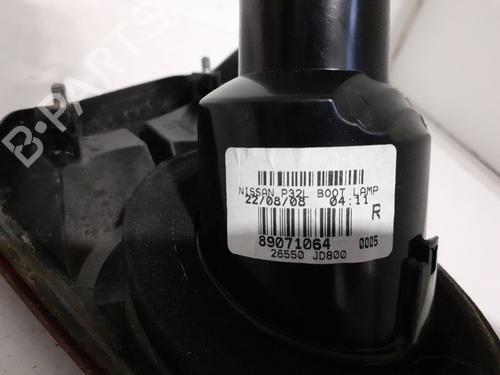 B-PARTS
NISSAN P32L BOOT LAMP
22/08/08 04:11
R
89071064 0005
26550 JD800